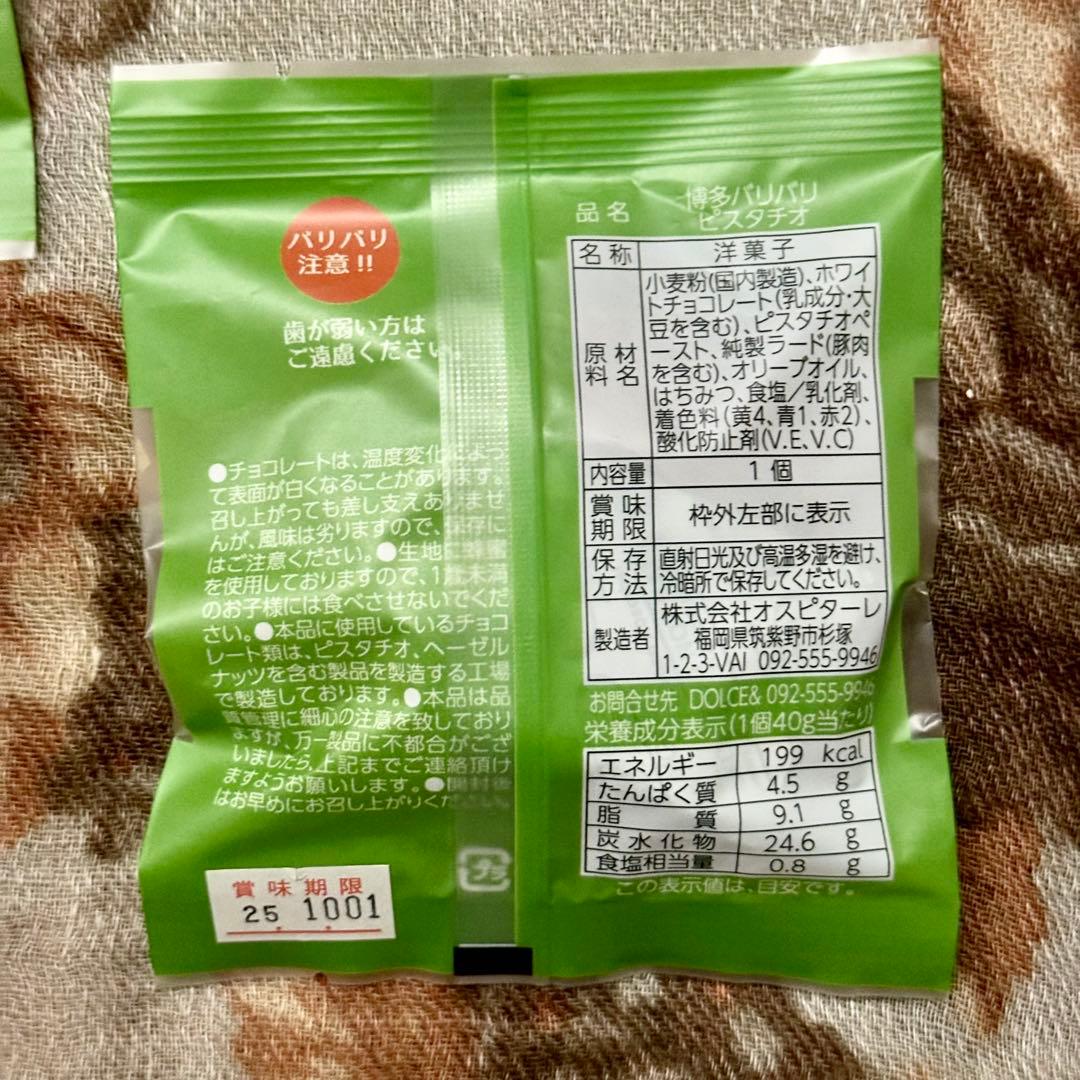 パリパリ
注意!!
歯が弱い方は
ご遠慮ください。
●チョコレートは、温度変化によっ
て表面が白くなることがあります。
召し上がっても差し支えありませ
んが、風味は劣りますので、保存に
はご注意ください。●生地に
を使用しておりますので、1歳未満
のお子様には食べさせないでくだ
さい。●本品に使用しているチョコ
レート類は、ピスタチオ、ヘーゼル
ナッツを含む製品を製造する工場
で製造しております。●本品は品
質管理に細心の注意を致しており
ますが、万一製品に不都合がござ
いましたら、上記までご連絡頂け
ますようお願いします。●開封後
はお早めにお召し上がりください。
賞味期限
25. 10.01
プラ
品名 博多パリパリ
ピスタチオ
名称 洋菓子
原材料名 小麦粉(国内製造)、ホワイ
トチョコレート(乳成分・大
豆を含む)、ピスタチオペ
ースト、純製ラード(豚肉
を含む)、オリーブオイル、
はちみつ、食塩/乳化剤、
着色料(黄4、青1、赤2)、
酸化防止剤(V.E、V.C)
内容量 1個
賞味期限 枠外左部に表示
保存方法 直射日光及び高温多湿を避け、
冷暗所で保存してください。
製造者 株式会社オスピターレ
福岡県筑紫野市杉塚
1-2-3-VAI 092-555-9946
お問合せ先 DOLCE& 092-555-9946
栄養成分表示(1個40g当たり)
エネルギー 199 kcal
たんぱく質 4.5 g
脂質 9.1 g
炭水化物 24.6 g
食塩相当量 0.8 g
この表示値は、目安です。